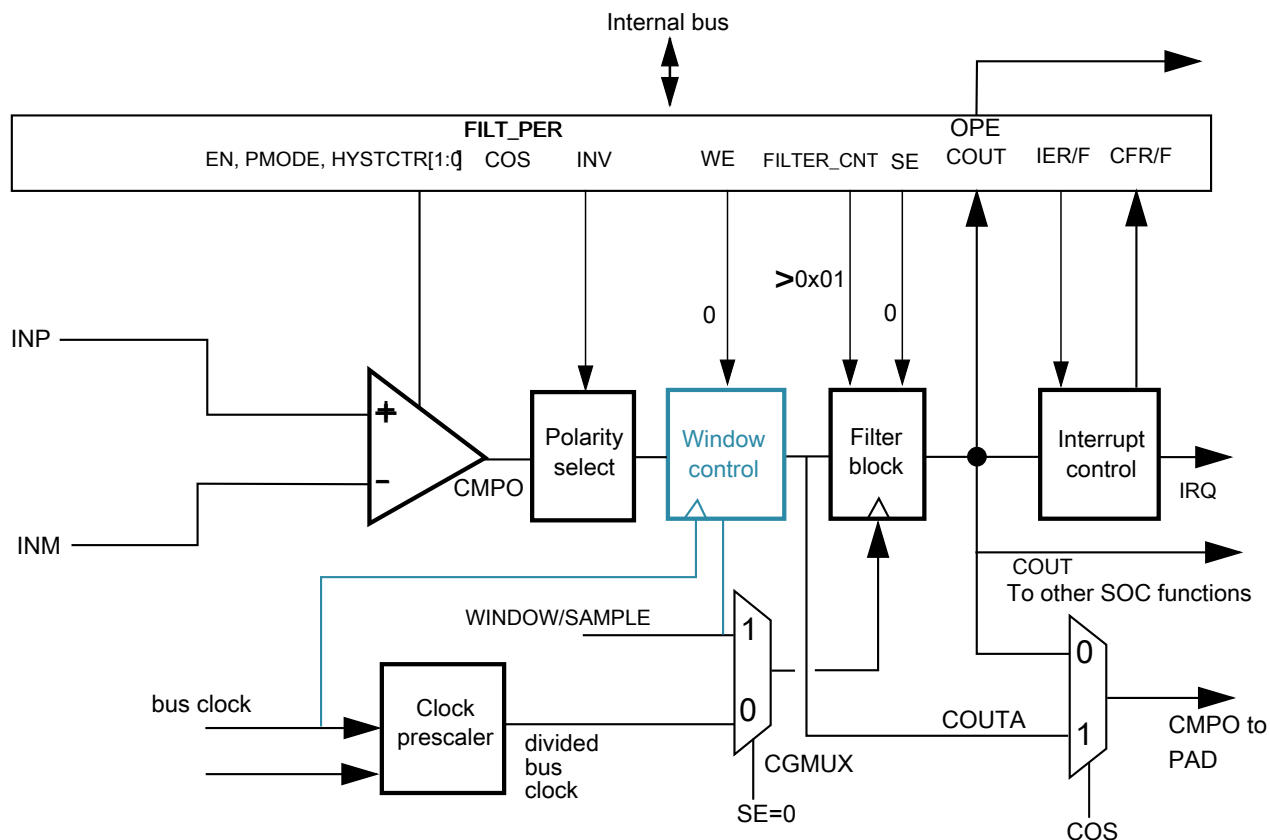 Internal bus
FILT_PER
OPE
EN, PMODE, HYSTCTR[1:0]
COS
INV
WE
FILTER_CNT
SE
COUT
IER/F
CFR/F
>0x01
0
0
INP
+
-
INM
CMPO
Polarity
select
Window
control
Filter
block
Interrupt
control
IRQ
COUT
To other SOC functions
WINDOW/SAMPLE
1
0
CGMUX
SE=0
bus clock
Clock
prescaler
divided
bus
clock
COUTA
0
1
CMPO to
PAD
COS